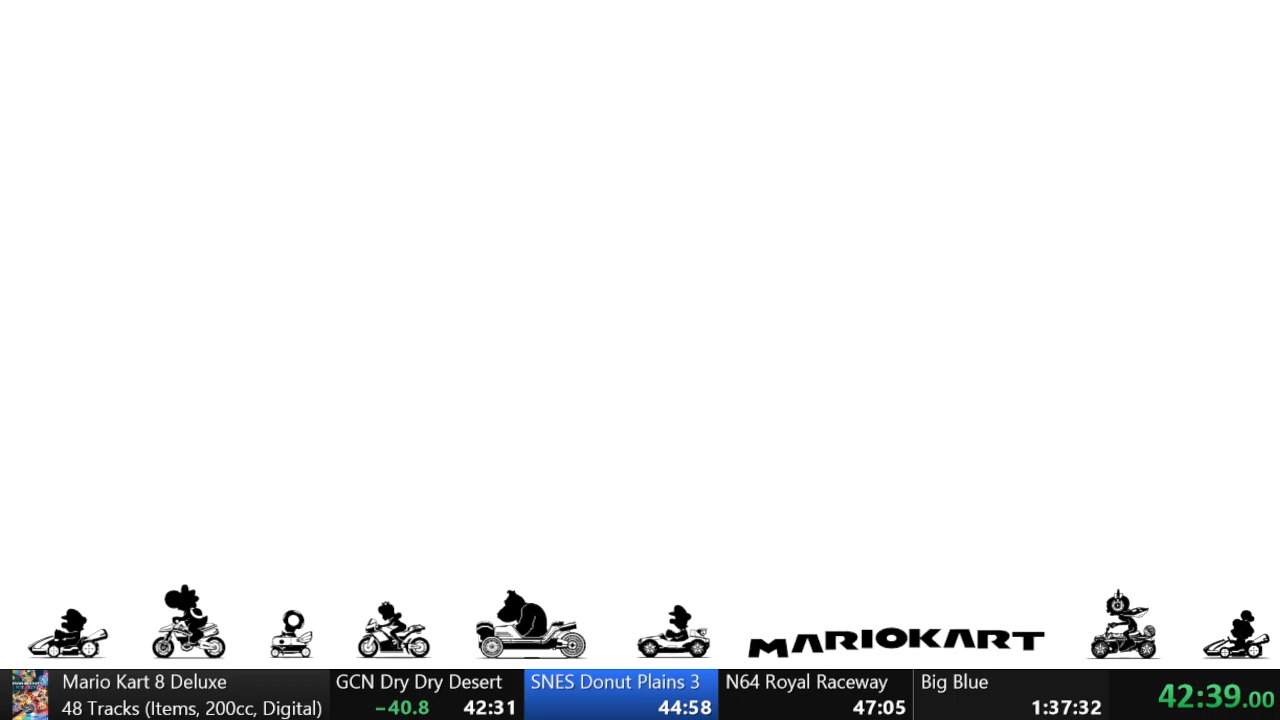 MARIOKART
Mario Kart 8 Deluxe
48 Tracks (Items, 200cc, Digital)
GCN Dry Dry Desert
−40.8 42:31
SNES Donut Plains 3
44:58
N64 Royal Raceway
47:05
Big Blue
1:37:32
42:39.00